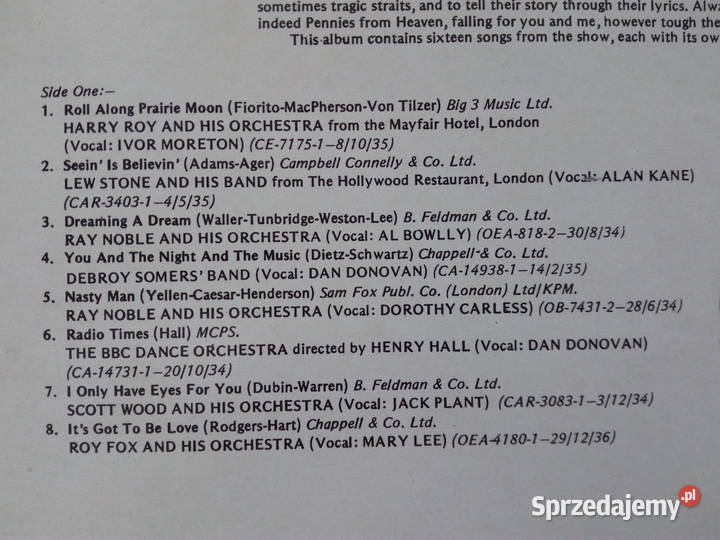 sometimes tragic straits, and to tell their story through their lyrics. Alwa
indeed Pennies from Heaven, falling for you and me, however tough the
This album contains sixteen songs from the show, each with its ow
Side One:—
1. Roll Along Prairie Moon (Fiorito-MacPherson-Von Tilzer) Big 3 Music Ltd.
HARRY ROY AND HIS ORCHESTRA from the Mayfair Hotel, London
(Vocal: IVOR MORETON) (CE-7175-1-8/10/35)
2. Seein' Is Believin' (Adams-Ager) Campbell Connelly & Co. Ltd.
LEW STONE AND HIS BAND from The Hollywood Restaurant, London (Vocal: ALAN KANE)
(CAR-3403-1-4/5/35)
3. Dreaming A Dream (Waller-Tunbridge-Weston-Lee) B. Feldman & Co. Ltd.
RAY NOBLE AND HIS ORCHESTRA (Vocal: AL BOWLLY) (OEA-818-2-30/8/34)
4. You And The Night And The Music (Dietz-Schwartz) Chappell & Co. Ltd.
DEBROY SOMERS' BAND (Vocal: DAN DONOVAN) (CA-14938-1-14/2/35)
5. Nasty Man (Yellen-Caesar-Henderson) Sam Fox Publ. Co. (London) Ltd/KPM.
RAY NOBLE AND HIS ORCHESTRA (Vocal: DOROTHY CARLESS) (OB-7431-2-28/6/34)
6. Radio Times (Hall) MCPS.
THE BBC DANCE ORCHESTRA directed by HENRY HALL (Vocal: DAN DONOVAN)
(CA-14731-1-20/10/34)
7. I Only Have Eyes For You (Dubin-Warren) B. Feldman & Co. Ltd.
SCOTT WOOD AND HIS ORCHESTRA (Vocal: JACK PLANT) (CAR-3083-1-3/12/34)
8. It's Got To Be Love (Rodgers-Hart) Chappell & Co. Ltd.
ROY FOX AND HIS ORCHESTRA (Vocal: MARY LEE) (OEA-4180-1-29/12/36)
Sprzedajemy.pl